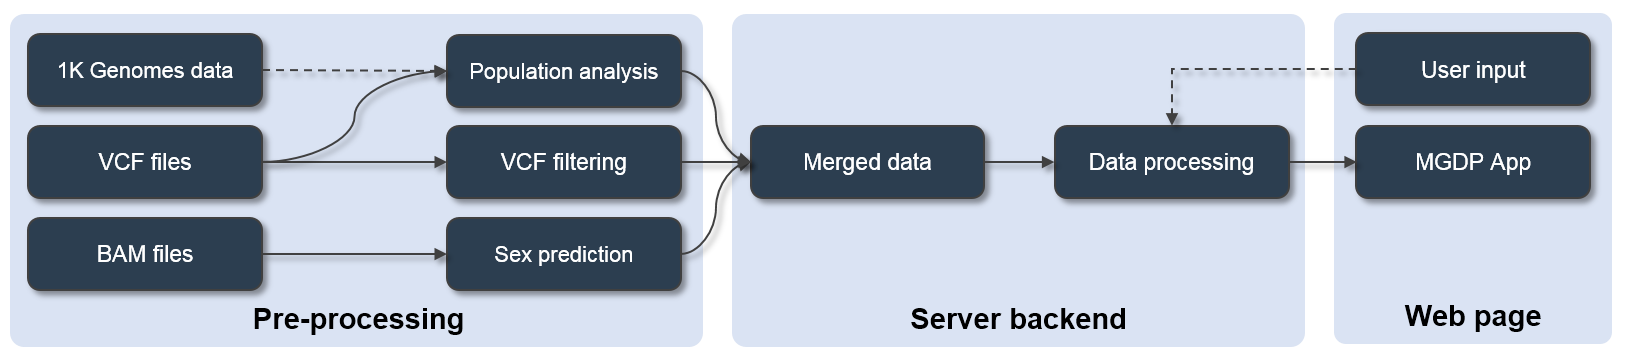 1K Genomes data
Population analysis
VCF files
VCF filtering
BAM files
Sex prediction
Pre-processing
Merged data
Data processing
Server backend
User input
MGDP App
Web page